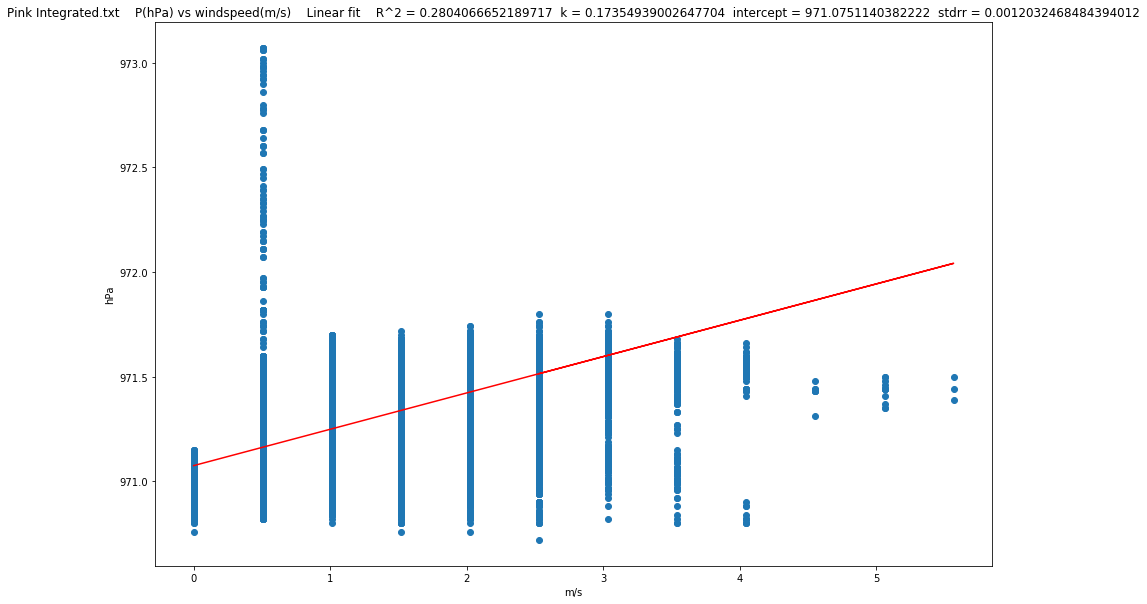 Pink Integrated.txt P(hPa) vs windspeed(m/s) Linear fit R^2 = 0.2804066652189717 k = 0.17354939002647704 intercept = 971.0751140382222 stdrr = 0.0012032468484394012
973.0
972.5
972.0
hPa
971.5
971.0
0 1 2 3 4 5
m/s